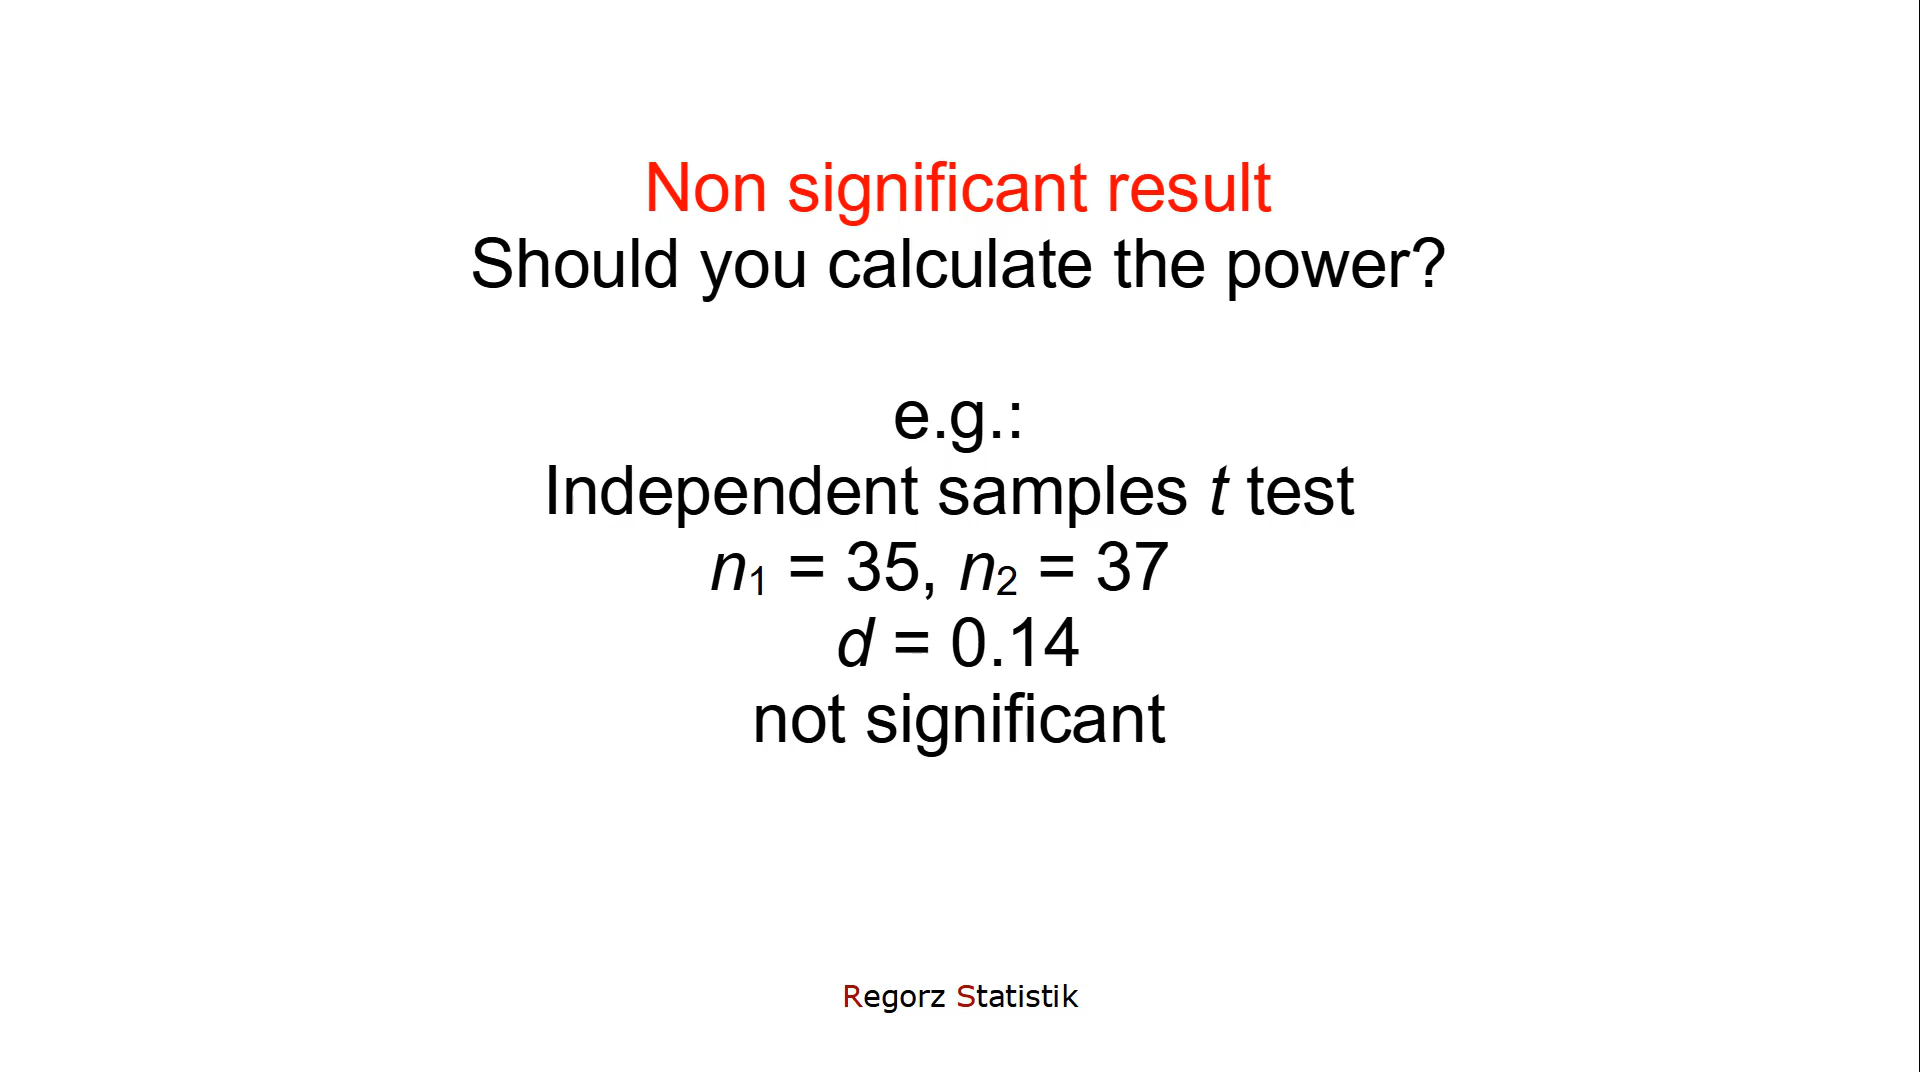 Non significant result
Should you calculate the power?
e.g.:
Independent samples t test
n1 = 35, n2 = 37
d = 0.14
not significant
Regorz Statistik